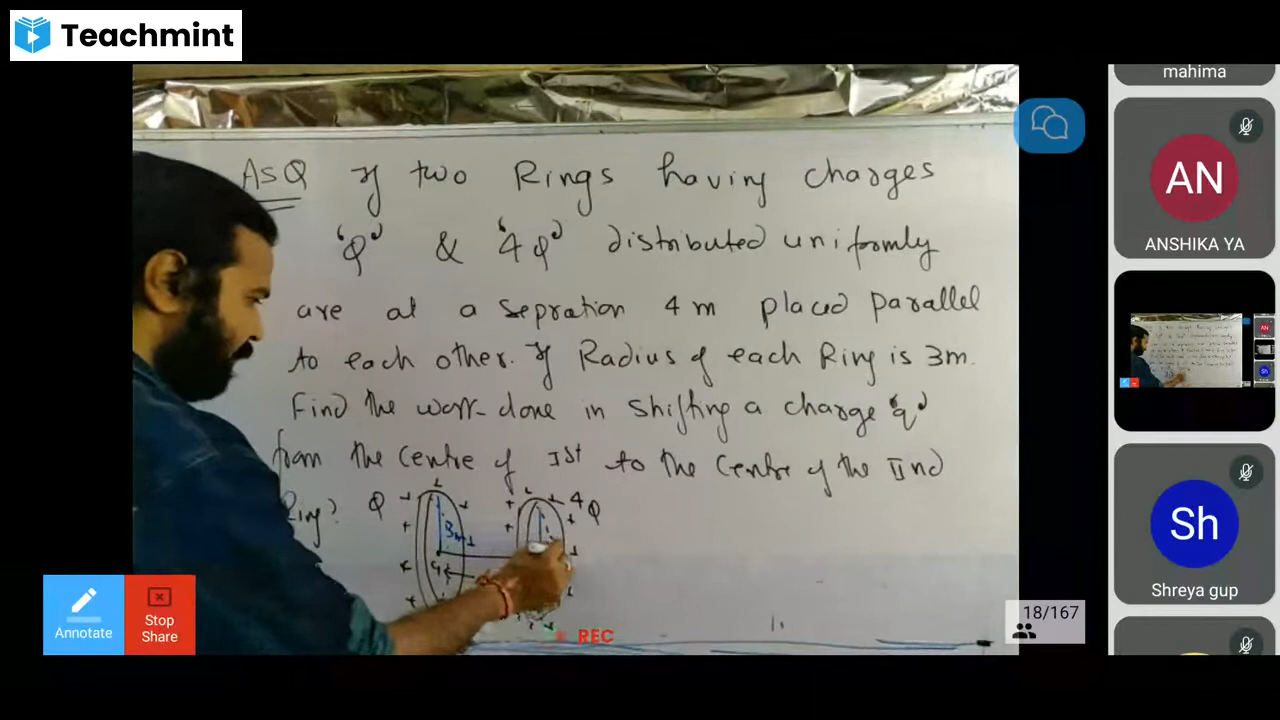 Teachmint
mahima
AN
ANSHIKA YA
AsQ If two Rings having charges
'Q' & '4Q' distributed uniformly
are at a sepration 4 m placed parallel
to each other. If Radius of each Ring is 3m.
Find the work-done in shifting a charge 'q'
from the centre of Ist to the centre of the IInd
Ring?
Q
4Q
3m
Sh
Shreya gup
Annotate
Stop
Share
18/167
REC